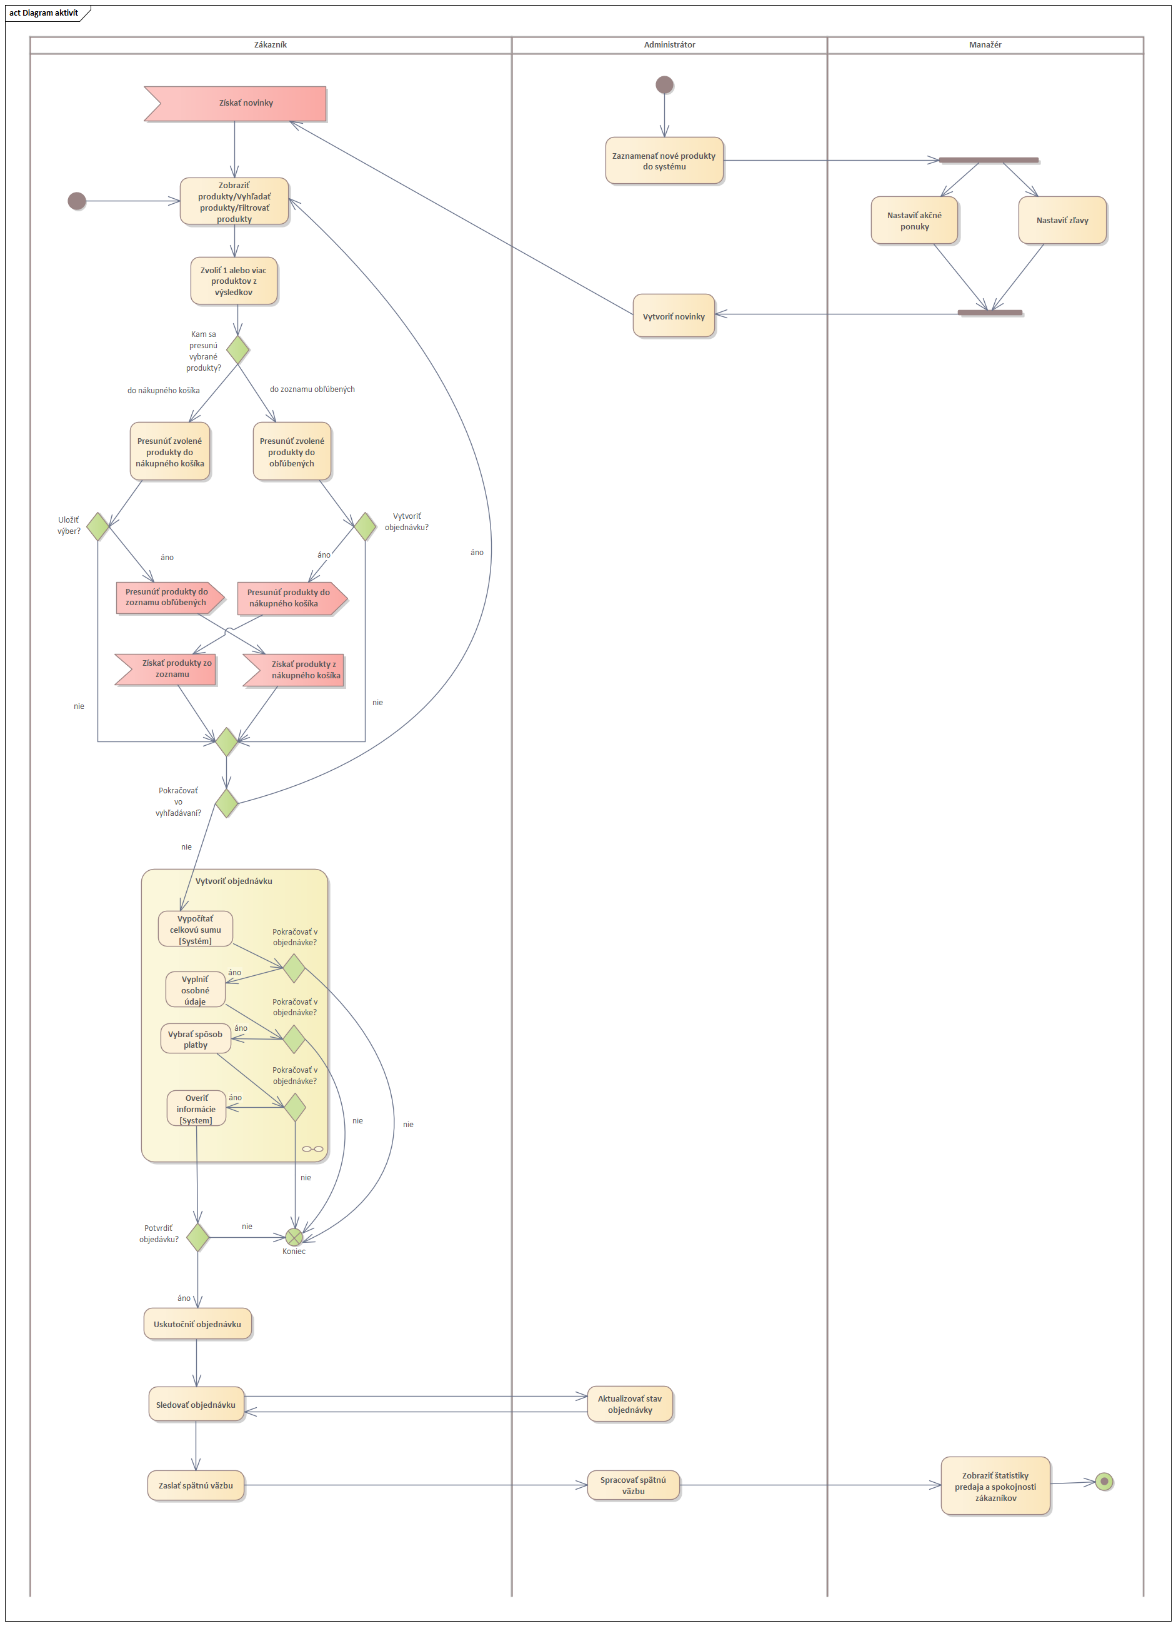 act Diagram aktivít
Zákazník
Administrátor
Manažér
Získať novinky
Zaznamenať nové produkty
do systému
Zobraziť
produkty/Vyhľadať
produkty/Filtrovať
produkty
Nastaviť akčné
ponuky
Nastaviť zľavy
Zvoliť 1 alebo viac
produktov z
výsledkov
Vytvoriť novinky
Kam sa
presunú
vybrané
produkty?
do nákupného košíka
do zoznamu obľúbených
Presunúť zvolené
produkty do
nákupného košíka
Presunúť zvolené
produkty do
obľúbených
Uložiť
výber?
Vytvoriť
objednávku?
áno
áno
áno
Presunúť produkty do
zoznamu obľúbených
Presunúť produkty do
nákupného košíka
Získať produkty zo
zoznamu
Získať produkty z
nákupného košíka
nie
nie
Pokračovať
vo
vyhľadávaní?
nie
Vytvoriť objednávku
Vypočítať
celkovú sumu
[Systém]
Pokračovať v
objednávke?
áno
Vyplniť
osobné
údaje
Pokračovať v
objednávke?
áno
Vybrať spôsob
platby
Pokračovať v
objednávke?
áno
Overiť
informácie
[System]
nie
nie
nie
Potvrdiť
objedávku?
nie
Koniec
áno
Uskutočniť objednávku
Sledovať objednávku
Aktualizovať stav
objednávky
Zaslať spätnú väzbu
Spracovať spätnú
väzbu
Zobraziť štatistiky
predaja a spokojnosti
zákazníkov